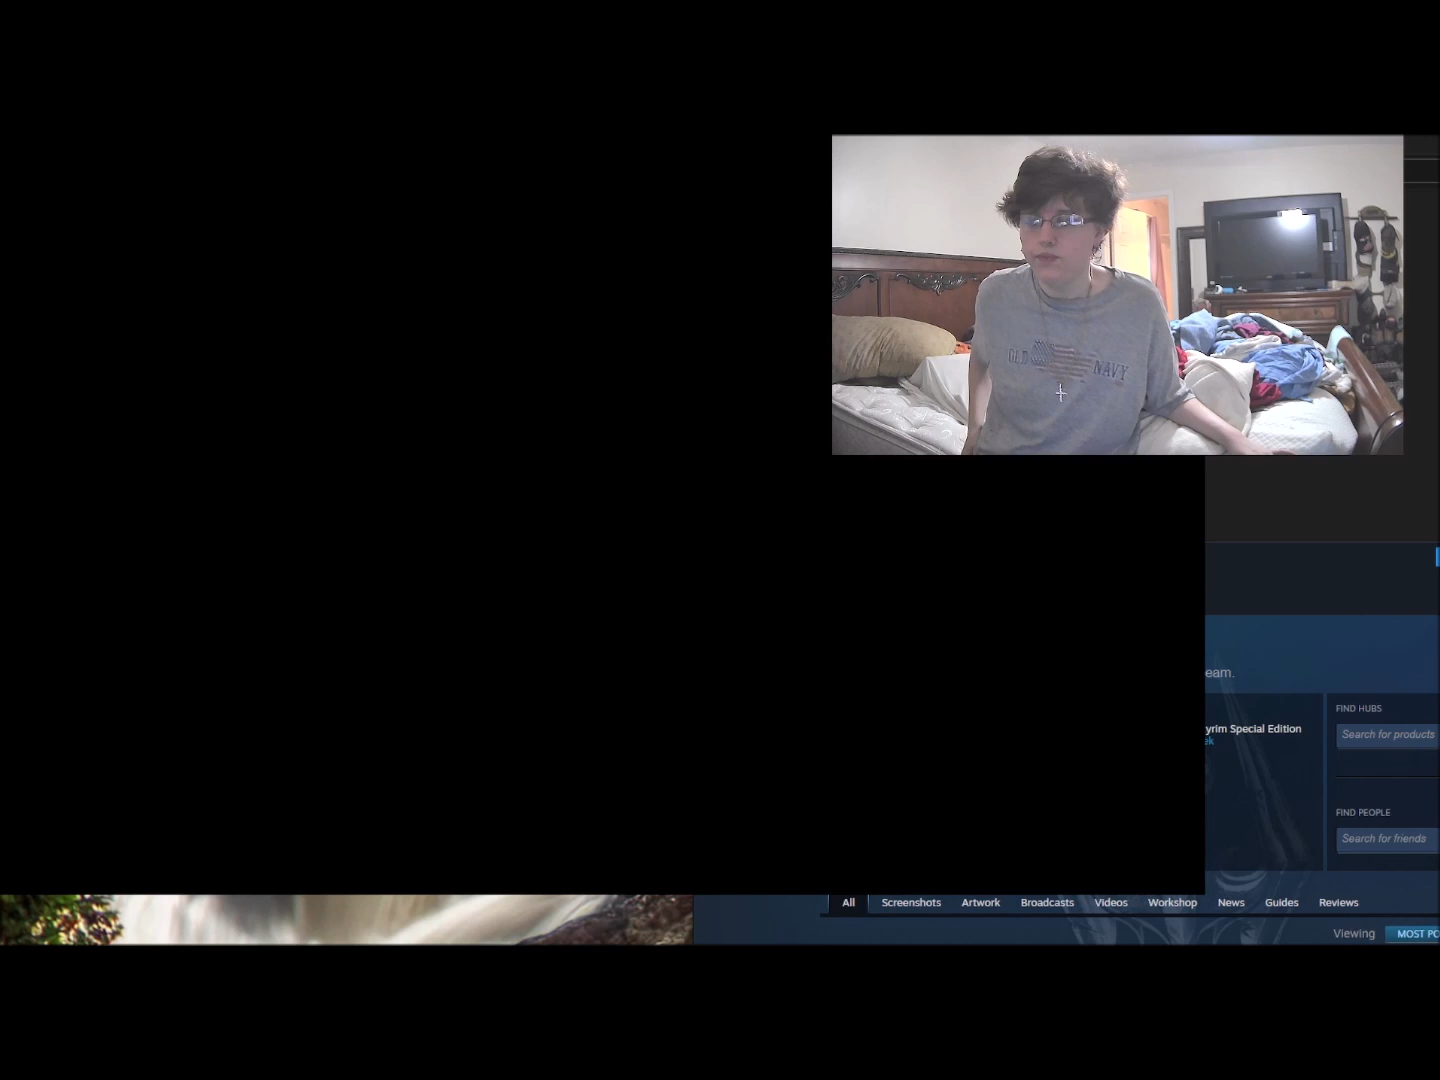 OLD NAVY
eam.
FIND HUBS
yrim Special Edition
Search for products
ek
FIND PEOPLE
Search for friends
All Screenshots Artwork Broadcasts Videos Workshop News Guides Reviews
Viewing MOST PO